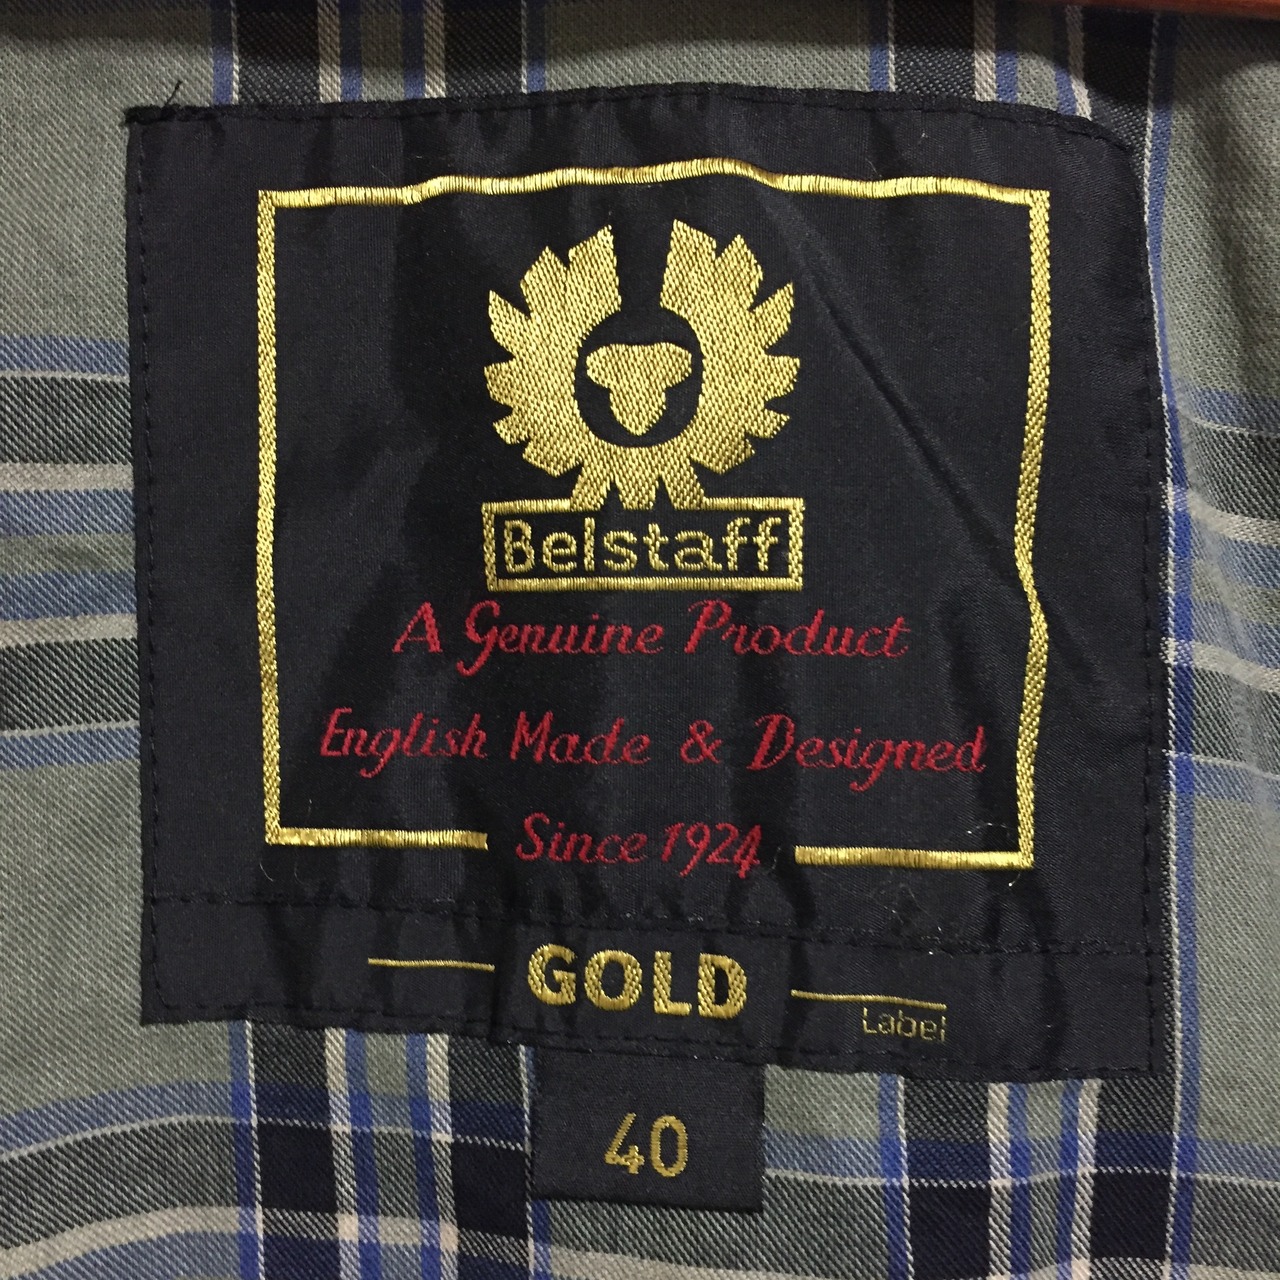 Belstaff
A Genuine Product
English Made & Designed
Since 1924
GOLD
Label
40